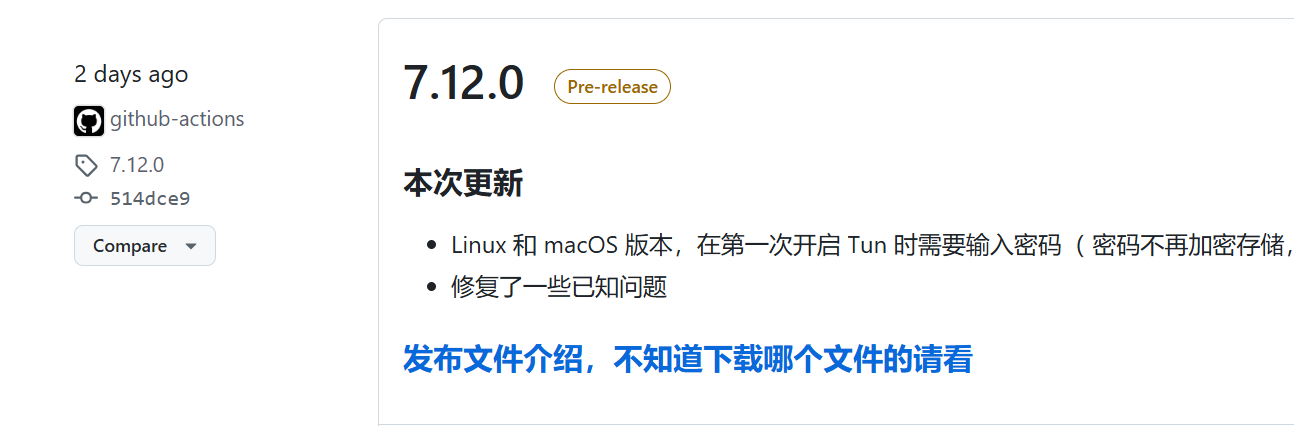 2 days ago
github-actions
7.12.0
514dce9
Compare
7.12.0 Pre-release
本次更新
Linux 和 macOS 版本，在第一次开启 Tun 时需要输入密码（ 密码不再加密存储，
修复了一些已知问题
发布文件介绍，不知道下载哪个文件的请看